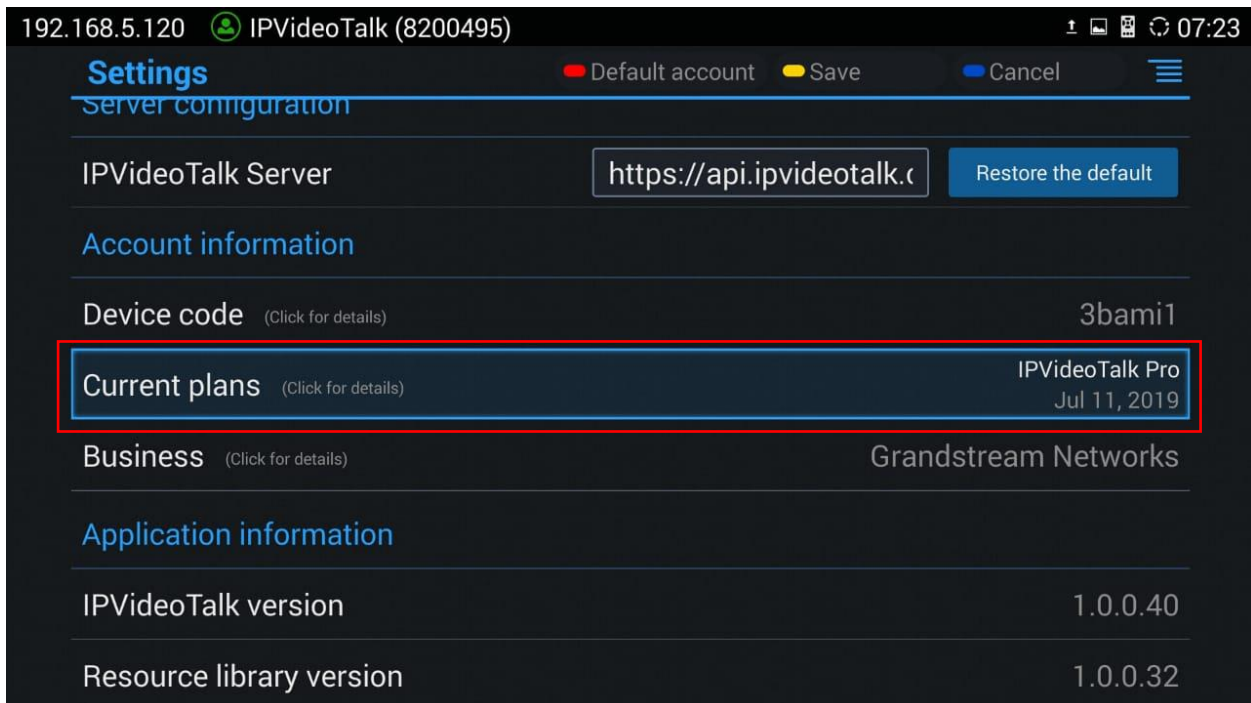 192.168.5.120 IPVideoTalk (8200495) 07:23
Settings Default account Save Cancel
Server configuration
IPVideoTalk Server https://api.ipvideotalk.c Restore the default
Account information
Device code (Click for details) 3bami1
Current plans (Click for details) IPVideoTalk Pro
Jul 11, 2019
Business (Click for details) Grandstream Networks
Application information
IPVideoTalk version 1.0.0.40
Resource library version 1.0.0.32